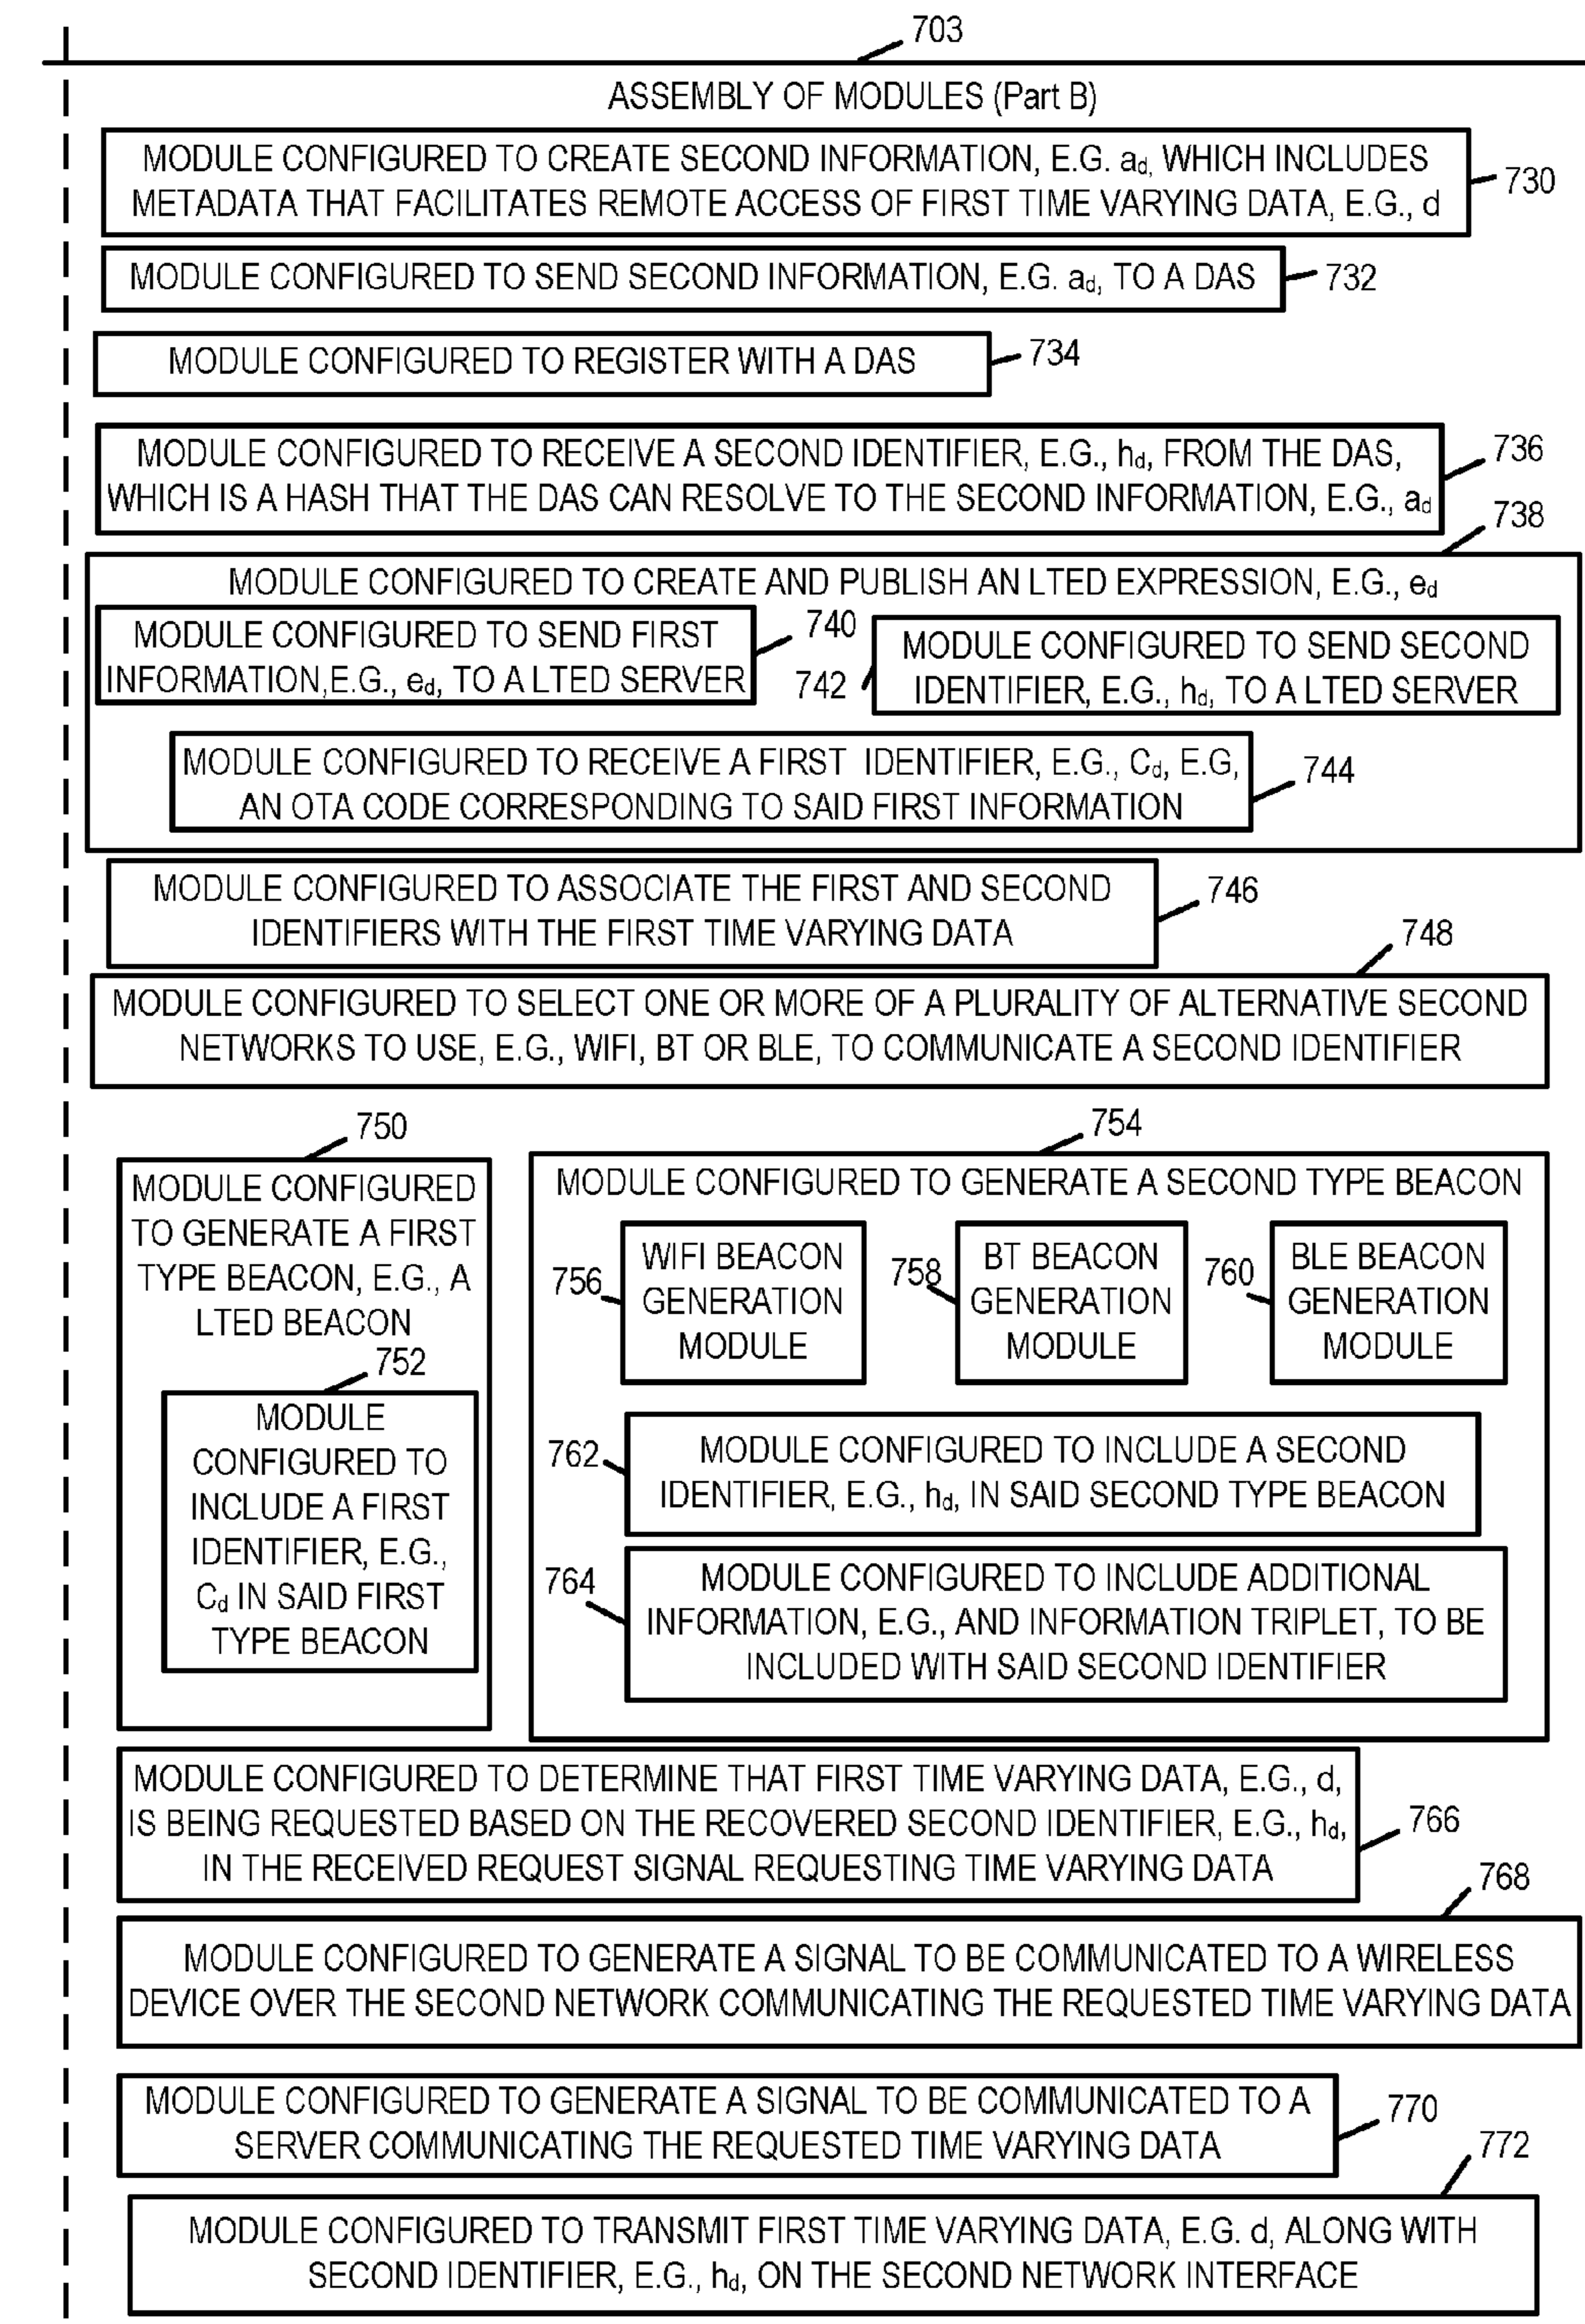 703
ASSEMBLY OF MODULES (Part B)
MODULE CONFIGURED TO CREATE SECOND INFORMATION, E.G. ad, WHICH INCLUDES
METADATA THAT FACILITATES REMOTE ACCESS OF FIRST TIME VARYING DATA, E.G., d
730
MODULE CONFIGURED TO SEND SECOND INFORMATION, E.G. ad, TO A DAS
732
MODULE CONFIGURED TO REGISTER WITH A DAS
734
MODULE CONFIGURED TO RECEIVE A SECOND IDENTIFIER, E.G., hd, FROM THE DAS,
WHICH IS A HASH THAT THE DAS CAN RESOLVE TO THE SECOND INFORMATION, E.G., ad
736
738
MODULE CONFIGURED TO CREATE AND PUBLISH AN LTED EXPRESSION, E.G., ed
MODULE CONFIGURED TO SEND FIRST
INFORMATION,E.G., ed, TO A LTED SERVER
740
742
MODULE CONFIGURED TO SEND SECOND
IDENTIFIER, E.G., hd, TO A LTED SERVER
MODULE CONFIGURED TO RECEIVE A FIRST IDENTIFIER, E.G., Cd, E.G,
AN OTA CODE CORRESPONDING TO SAID FIRST INFORMATION
744
MODULE CONFIGURED TO ASSOCIATE THE FIRST AND SECOND
IDENTIFIERS WITH THE FIRST TIME VARYING DATA
746
748
MODULE CONFIGURED TO SELECT ONE OR MORE OF A PLURALITY OF ALTERNATIVE SECOND
NETWORKS TO USE, E.G., WIFI, BT OR BLE, TO COMMUNICATE A SECOND IDENTIFIER
750
MODULE CONFIGURED
TO GENERATE A FIRST
TYPE BEACON, E.G., A
LTED BEACON
752
MODULE
CONFIGURED TO
INCLUDE A FIRST
IDENTIFIER, E.G.,
Cd IN SAID FIRST
TYPE BEACON
754
MODULE CONFIGURED TO GENERATE A SECOND TYPE BEACON
756
WIFI BEACON
GENERATION
MODULE
758
BT BEACON
GENERATION
MODULE
760
BLE BEACON
GENERATION
MODULE
762
MODULE CONFIGURED TO INCLUDE A SECOND
IDENTIFIER, E.G., hd, IN SAID SECOND TYPE BEACON
764
MODULE CONFIGURED TO INCLUDE ADDITIONAL
INFORMATION, E.G., AND INFORMATION TRIPLET, TO BE
INCLUDED WITH SAID SECOND IDENTIFIER
MODULE CONFIGURED TO DETERMINE THAT FIRST TIME VARYING DATA, E.G., d,
IS BEING REQUESTED BASED ON THE RECOVERED SECOND IDENTIFIER, E.G., hd,
IN THE RECEIVED REQUEST SIGNAL REQUESTING TIME VARYING DATA
766
768
MODULE CONFIGURED TO GENERATE A SIGNAL TO BE COMMUNICATED TO A WIRELESS
DEVICE OVER THE SECOND NETWORK COMMUNICATING THE REQUESTED TIME VARYING DATA
MODULE CONFIGURED TO GENERATE A SIGNAL TO BE COMMUNICATED TO A
SERVER COMMUNICATING THE REQUESTED TIME VARYING DATA
770
772
MODULE CONFIGURED TO TRANSMIT FIRST TIME VARYING DATA, E.G. d, ALONG WITH
SECOND IDENTIFIER, E.G., hd, ON THE SECOND NETWORK INTERFACE